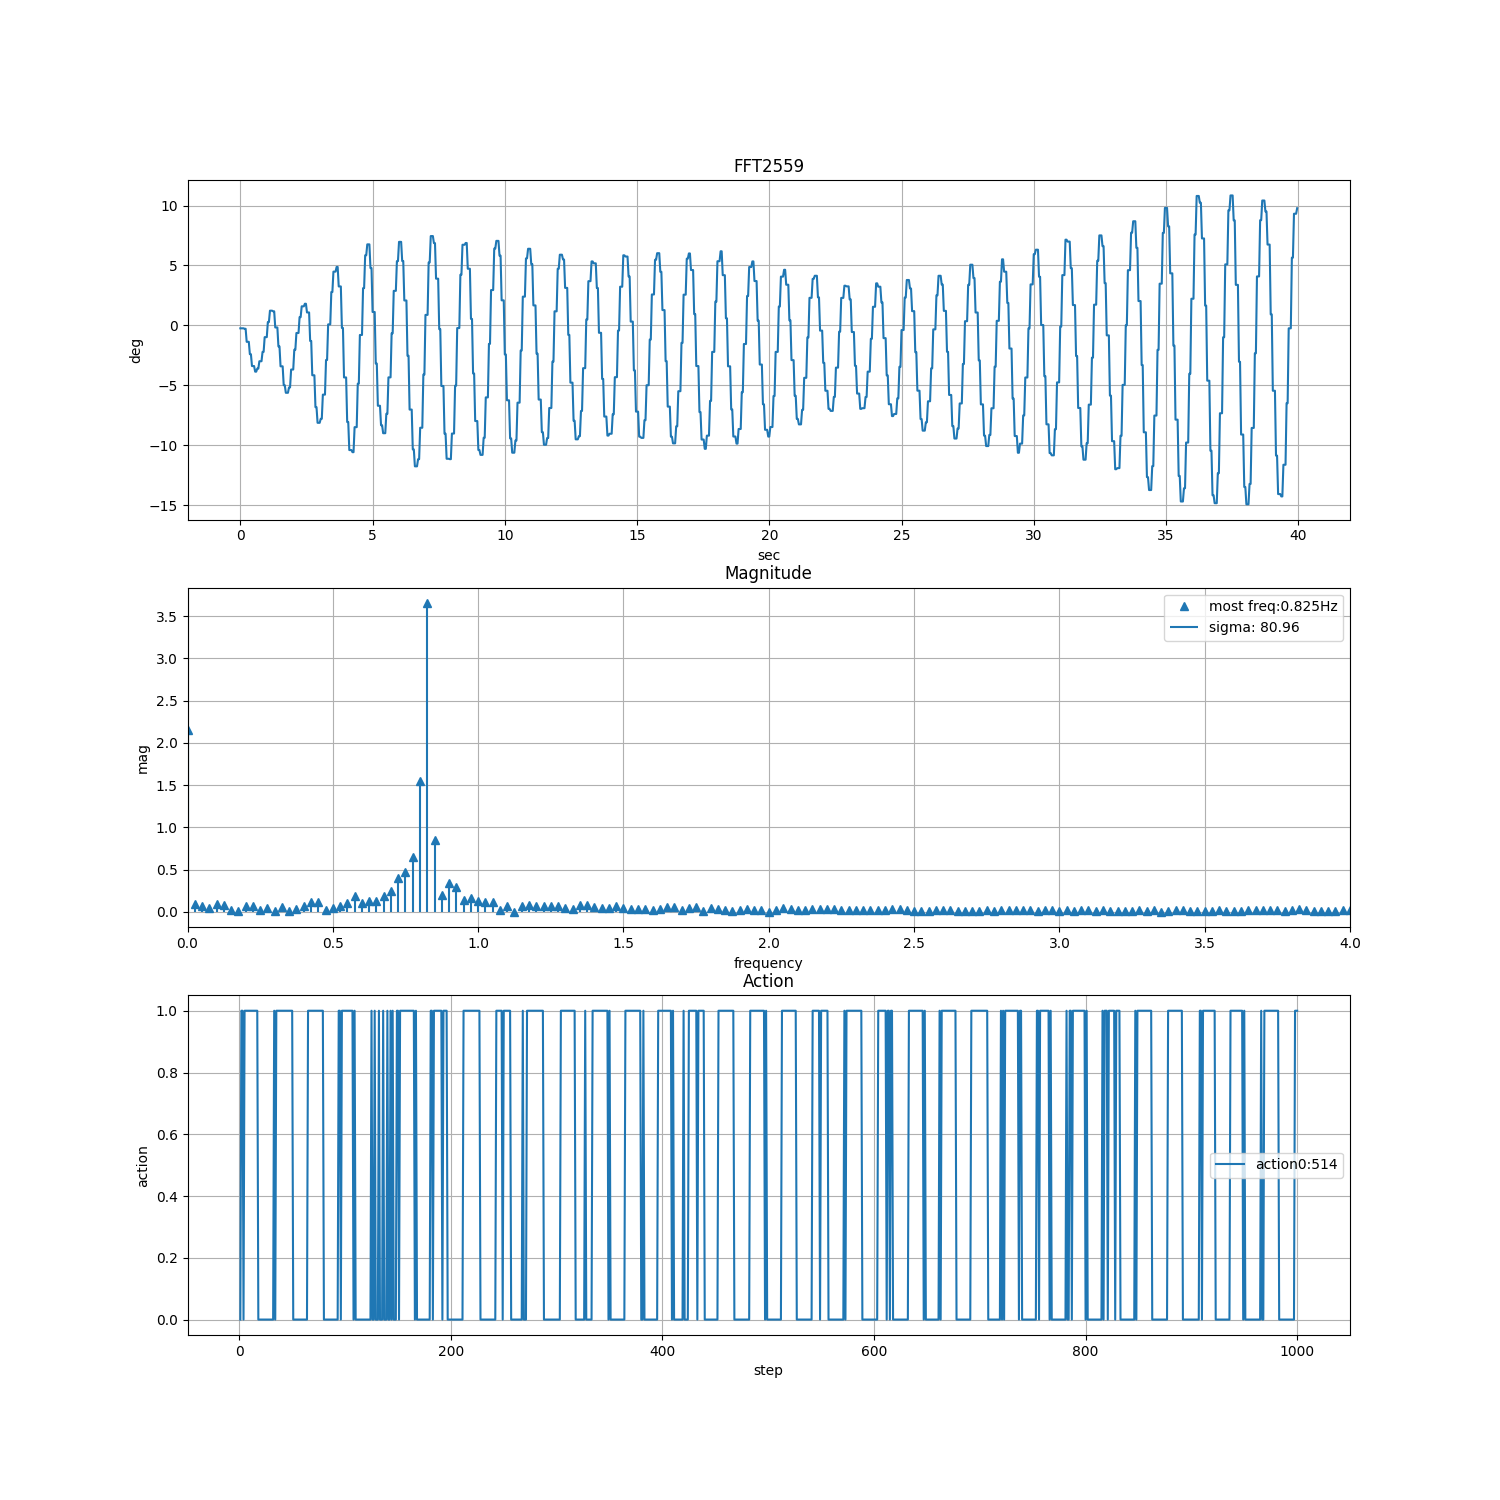 FFT2559
10
5
0
−5
−10
−15
deg
0 5 10 15 20 25 30 35 40
sec
Magnitude
most freq:0.825Hz
sigma: 80.96
3.5
3.0
2.5
2.0
1.5
1.0
0.5
0.0
mag
0.0 0.5 1.0 1.5 2.0 2.5 3.0 3.5 4.0
frequency
Action
1.0
0.8
0.6
0.4
0.2
0.0
action
action0:514
0 200 400 600 800 1000
step